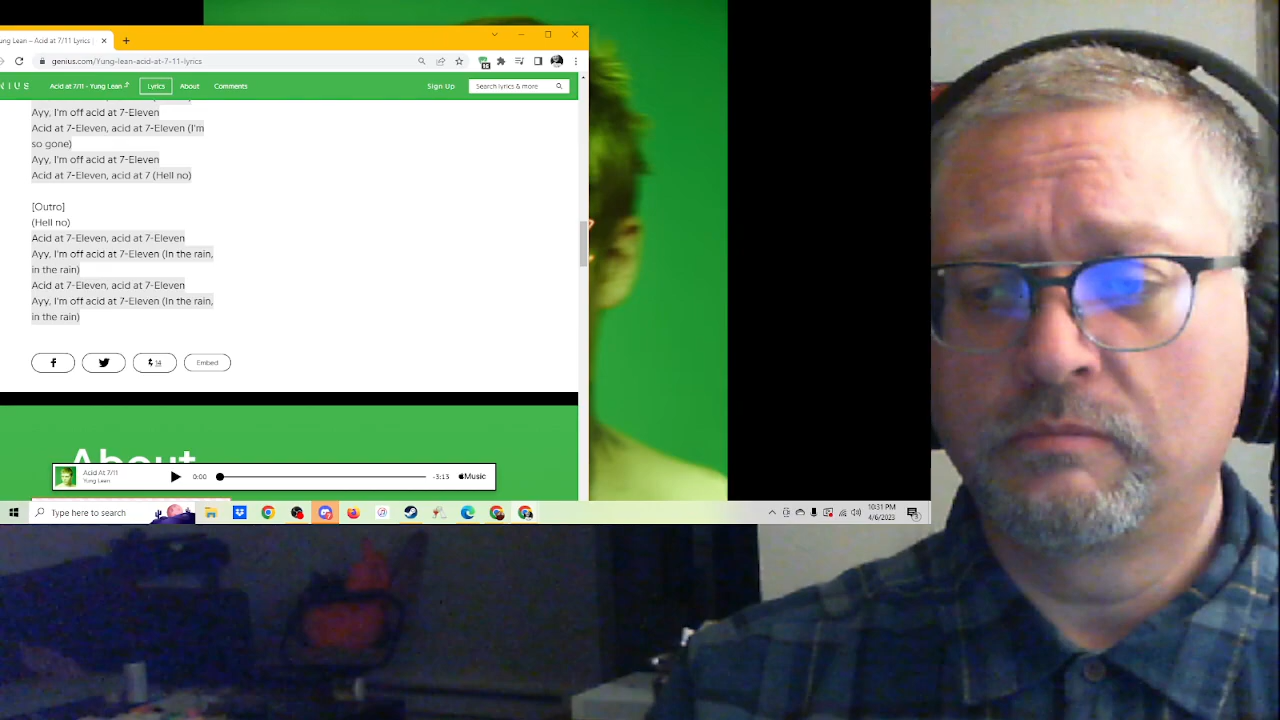 ung Lean – Acid at 7/11 Lyrics |
genius.com/Yung-lean-acid-at-7-11-lyrics
NIUS
Acid at 7/11 - Yung Lean
Lyrics
About
Comments
Sign Up
Search lyrics & more
Ayy, I'm off acid at 7-Eleven
Acid at 7-Eleven, acid at 7-Eleven (I'm
so gone)
Ayy, I'm off acid at 7-Eleven
Acid at 7-Eleven, acid at 7 (Hell no)
[Outro]
(Hell no)
Acid at 7-Eleven, acid at 7-Eleven
Ayy, I'm off acid at 7-Eleven (In the rain,
in the rain)
Acid at 7-Eleven, acid at 7-Eleven
Ayy, I'm off acid at 7-Eleven (In the rain,
in the rain)
14
Embed
About
Acid At 7/11
Yung Lean
0:00
-3:13
Music
Type here to search
10:31 PM
4/6/2023